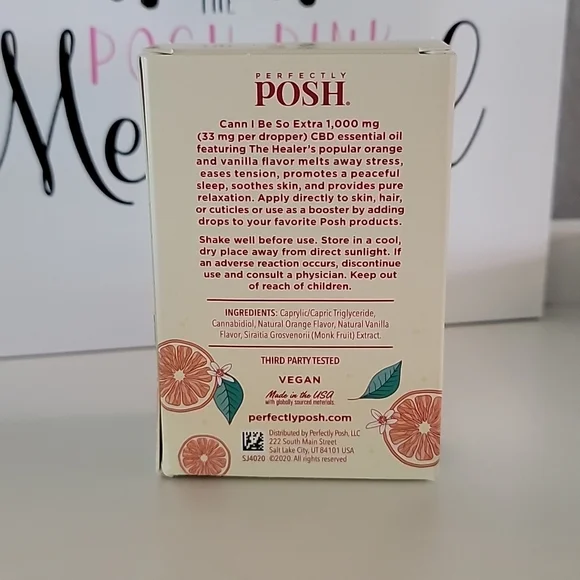 THE
POSH PINK
Me
PERFECTLY
POSH®
Cann I Be So Extra 1,000 mg
(33 mg per dropper) CBD essential oil
featuring The Healer's popular orange
and vanilla flavor melts away stress,
eases tension, promotes a peaceful
sleep, soothes skin, and provides pure
relaxation. Apply directly to skin, hair,
or cuticles or use as a booster by adding
drops to your favorite Posh products.
Shake well before use. Store in a cool,
dry place away from direct sunlight. If
an adverse reaction occurs, discontinue
use and consult a physician. Keep out
of reach of children.
INGREDIENTS: Caprylic/Capric Triglyceride,
Cannabidiol, Natural Orange Flavor, Natural Vanilla
Flavor, Siraitia Grosvenorii (Monk Fruit) Extract.
THIRD PARTY TESTED
VEGAN
Made in the USA
with globally sourced materials.
perfectlyposh.com
Distributed by Perfectly Posh, LLC
222 South Main Street
Salt Lake City, UT 84101 USA
SJ4020 ©2020. All rights reserved